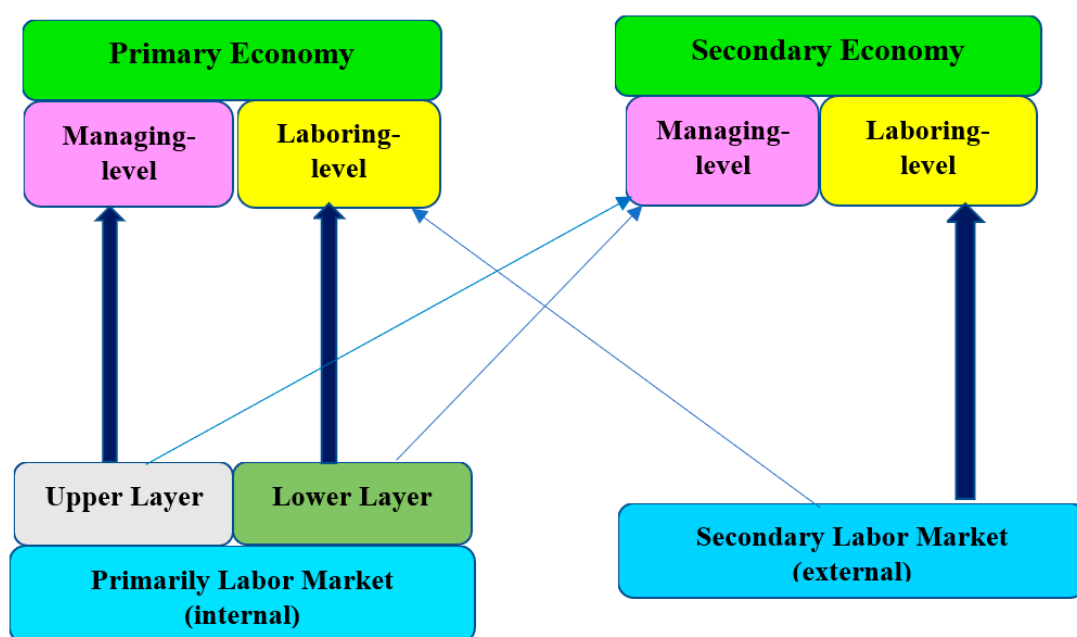 Primary Economy
Secondary Economy
Managing-
level
Laboring-
level
Managing-
level
Laboring-
level
Upper Layer
Lower Layer
Primarily Labor Market
(internal)
Secondary Labor Market
(external)